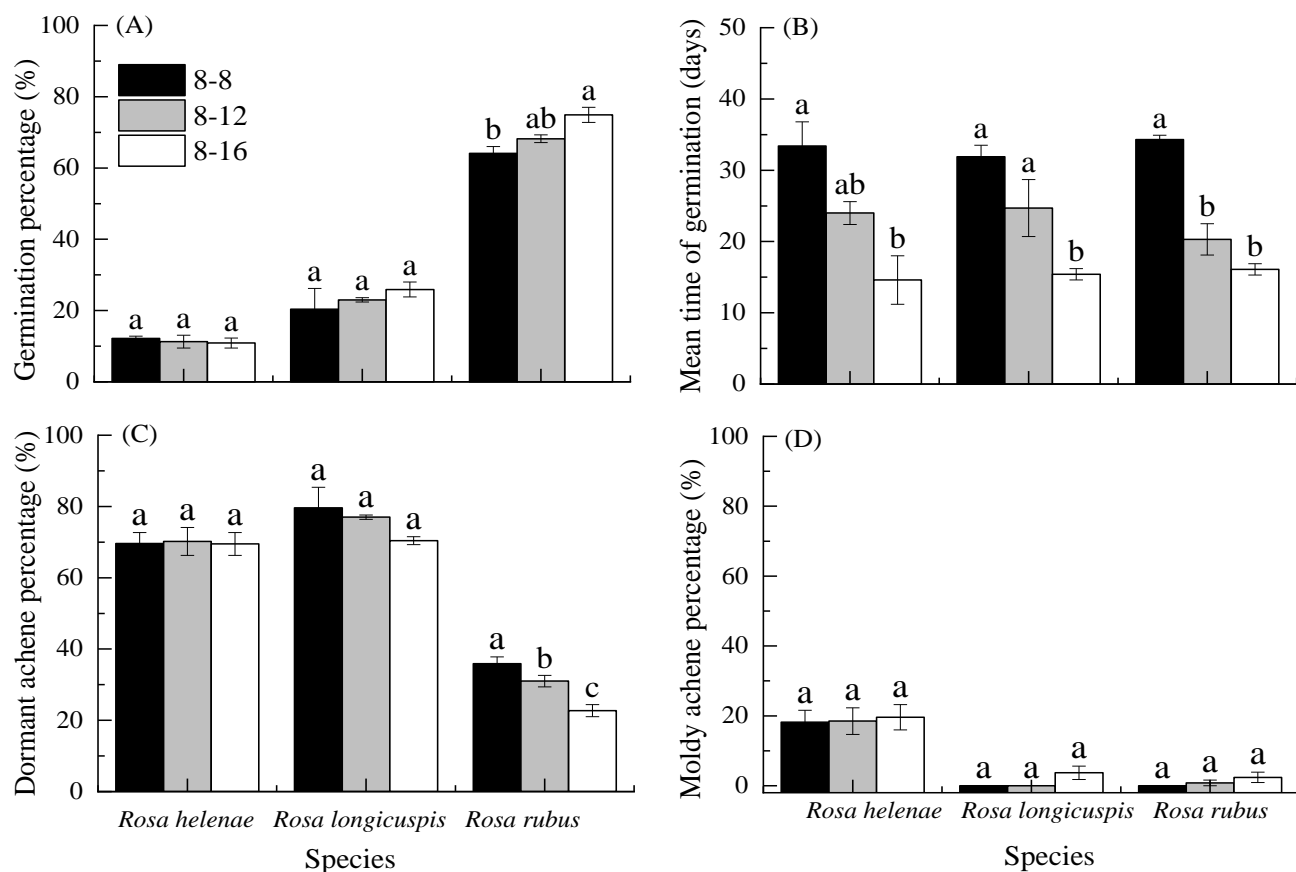 (A)
Germination percentage (%)
100
80
60
40
20
0
8-8
8-12
8-16
a a a
a a a
b ab a
(B)
Mean time of germination (days)
50
40
30
20
10
0
a ab b
a a b
a b b
(C)
Dormant achene percentage (%)
100
80
60
40
20
0
a a a
a a a
a b c
Rosa helenae Rosa longicuspis Rosa rubus
Species
(D)
Moldy achene percentage (%)
100
80
60
40
20
0
a a a
a a a
a a a
Rosa helenae Rosa longicuspis Rosa rubus
Species